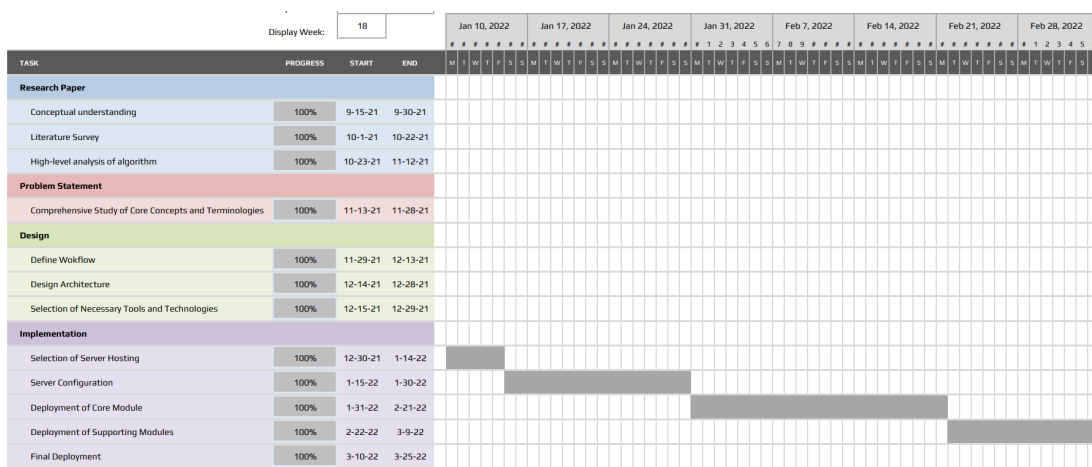 Display Week: 18
Jan 10, 2022 Jan 17, 2022 Jan 24, 2022 Jan 31, 2022 Feb 7, 2022 Feb 14, 2022 Feb 21, 2022 Feb 28, 2022
# # # # # # # # # # # # # # # # # # # # # # 1 2 3 4 5 6 7 8 9 # # # # # # # # # # # # # # # # # # # # 1 2 3 4 5
TASK PROGRESS START END M T W T F S S M T W T F S S M T W T F S S M T W T F S S M T W T F S S M T W T F S S M T W T F S S M T W T F S
Research Paper
Conceptual understanding 100% 9-15-21 9-30-21
Literature Survey 100% 10-1-21 10-22-21
High-level analysis of algorithm 100% 10-23-21 11-12-21
Problem Statement
Comprehensive Study of Core Concepts and Terminologies 100% 11-13-21 11-28-21
Design
Define Wokflow 100% 11-29-21 12-13-21
Design Architecture 100% 12-14-21 12-28-21
Selection of Necessary Tools and Technologies 100% 12-15-21 12-29-21
Implementation
Selection of Server Hosting 100% 12-30-21 1-14-22
Server Configuration 100% 1-15-22 1-30-22
Deployment of Core Module 100% 1-31-22 2-21-22
Deployment of Supporting Modules 100% 2-22-22 3-9-22
Final Deployment 100% 3-10-22 3-25-22